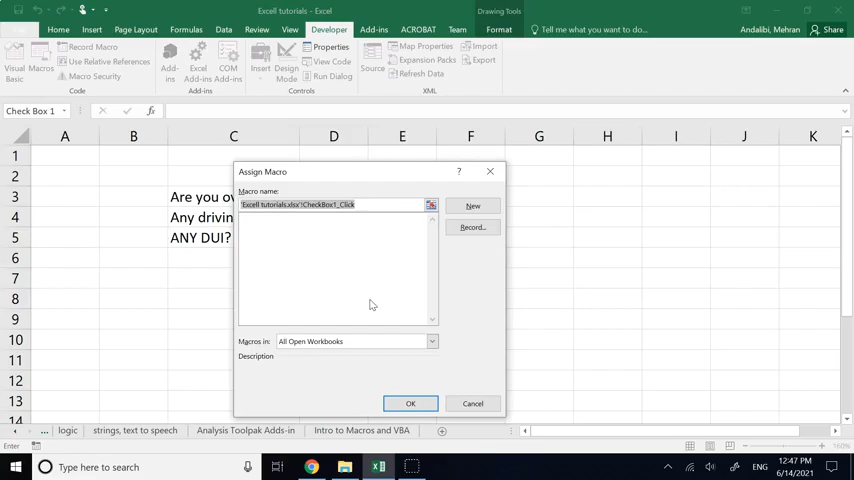 Excell tutorials.xlsx - Excel
Drawing Tools
Home Insert Page Layout Formulas Data Review View Developer Add-ins ACROBAT Team Format Tell me what you want to do... Andalibi, Mehran Share
Visual Basic
Macros
Record Macro
Use Relative References
Macro Security
Code
Add-ins
Excel Add-ins
COM Add-ins
Add-ins
Insert
Design Mode
Properties
View Code
Run Dialog
Controls
Source
Map Properties
Expansion Packs
Refresh Data
Import
Export
XML
Check Box 1
fx
A B C D E F G H I J K
1
2
3 Are you ov
4 Any drivin
5 ANY DUI?
6
7
8
9
10
11
12
13
14
Assign Macro
?
Macro name:
'Excell tutorials.xlsx'!CheckBox1_Click
New
Record...
Macros in: All Open Workbooks
Description
OK Cancel
... logic strings, text to speech Analysis Toolpak Adds-in Intro to Macros and VBA
Enter 160%
Type here to search
ENG
12:47 PM
6/14/2021